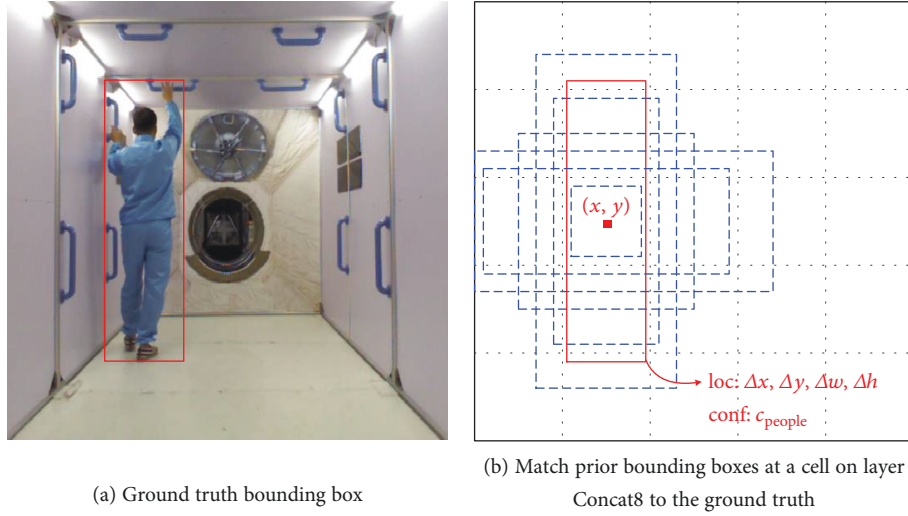 (x, y)
loc: Δx, Δy, Δw, Δh
conf: c_people
(a) Ground truth bounding box
(b) Match prior bounding boxes at a cell on layer
Concat8 to the ground truth